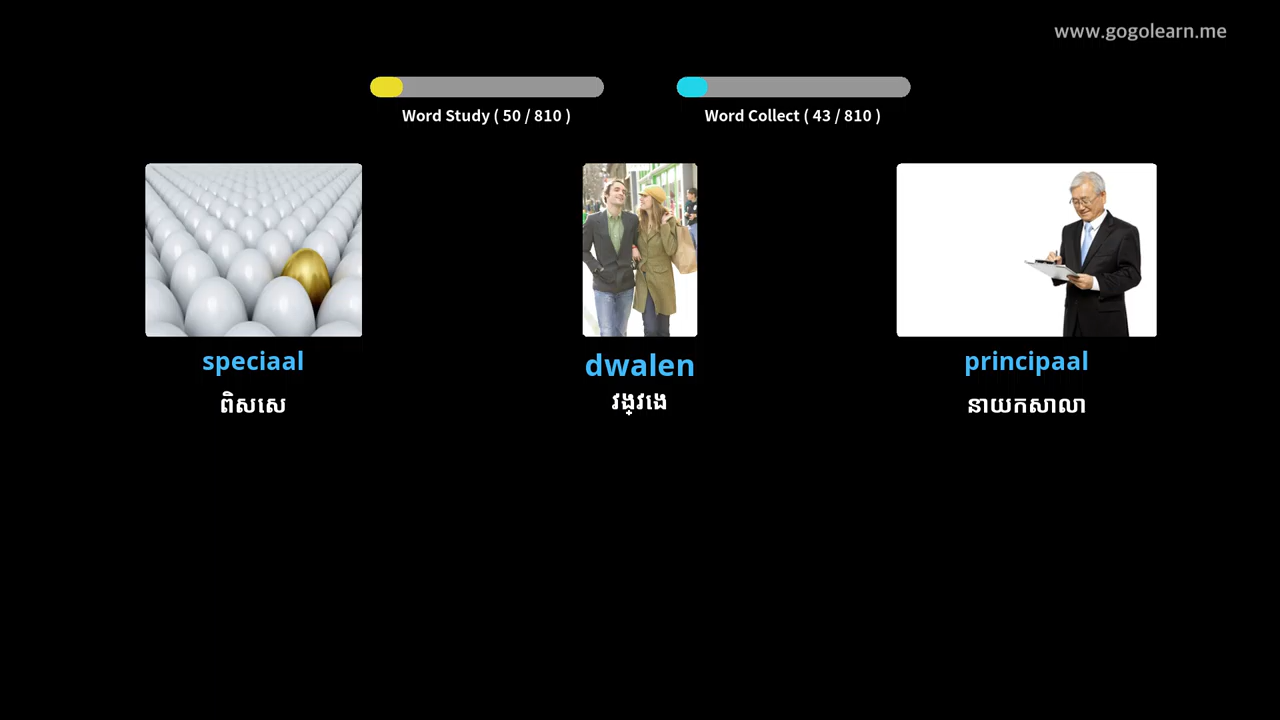 www.gogolearn.me
Word Study ( 50 / 810 )
Word Collect ( 43 / 810 )
speciaal
dwalen
principaal
ពិសសេ
វង្វងេ
នាយកសាលា